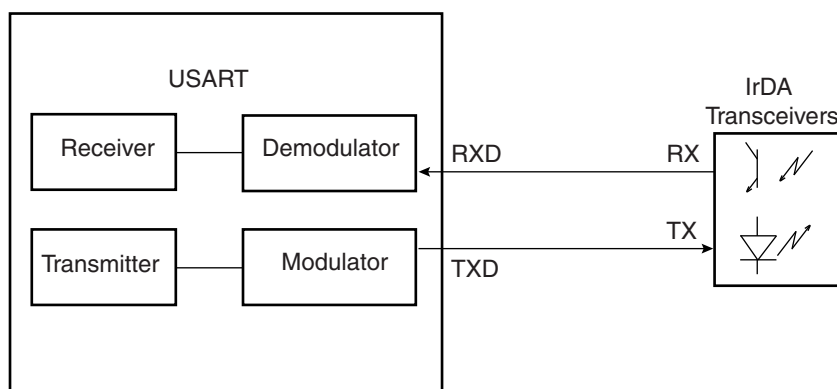 USART
IrDA
Transceivers
Receiver
Demodulator
RXD
RX
TX
Transmitter
Modulator
TXD